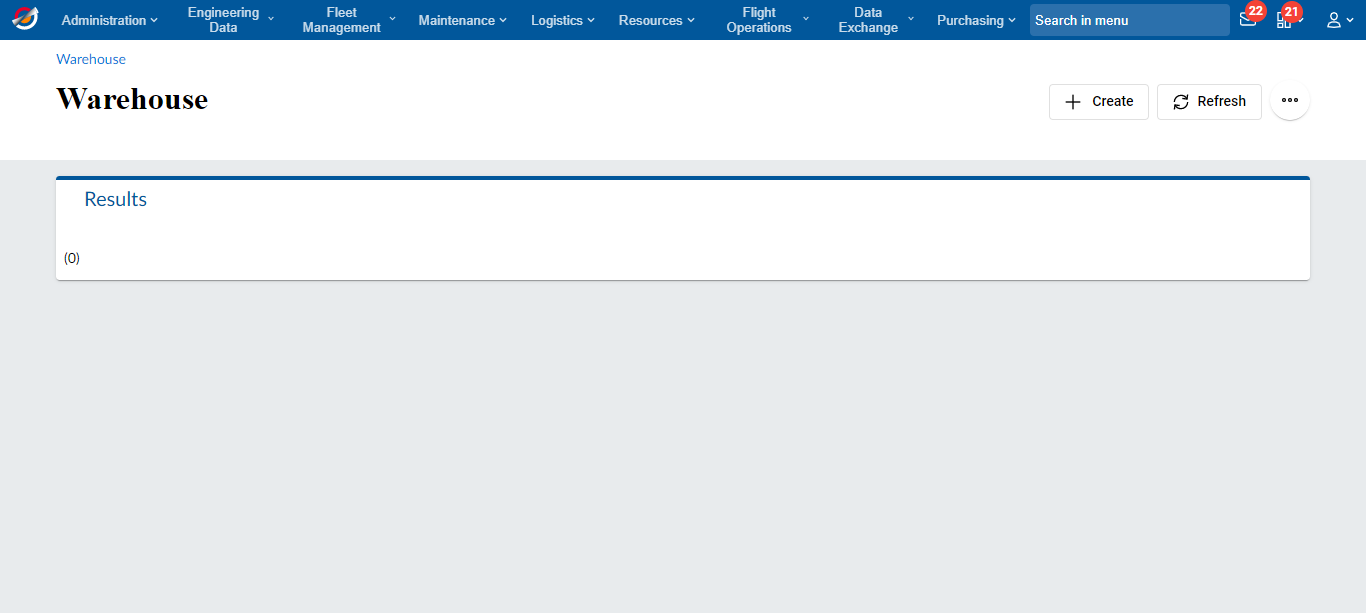 Administration
Engineering
Data
Fleet
Management
Maintenance
Logistics
Resources
Flight
Operations
Data
Exchange
Purchasing
Search in menu
22
21
Warehouse
Warehouse
Create
Refresh
Results
(0)